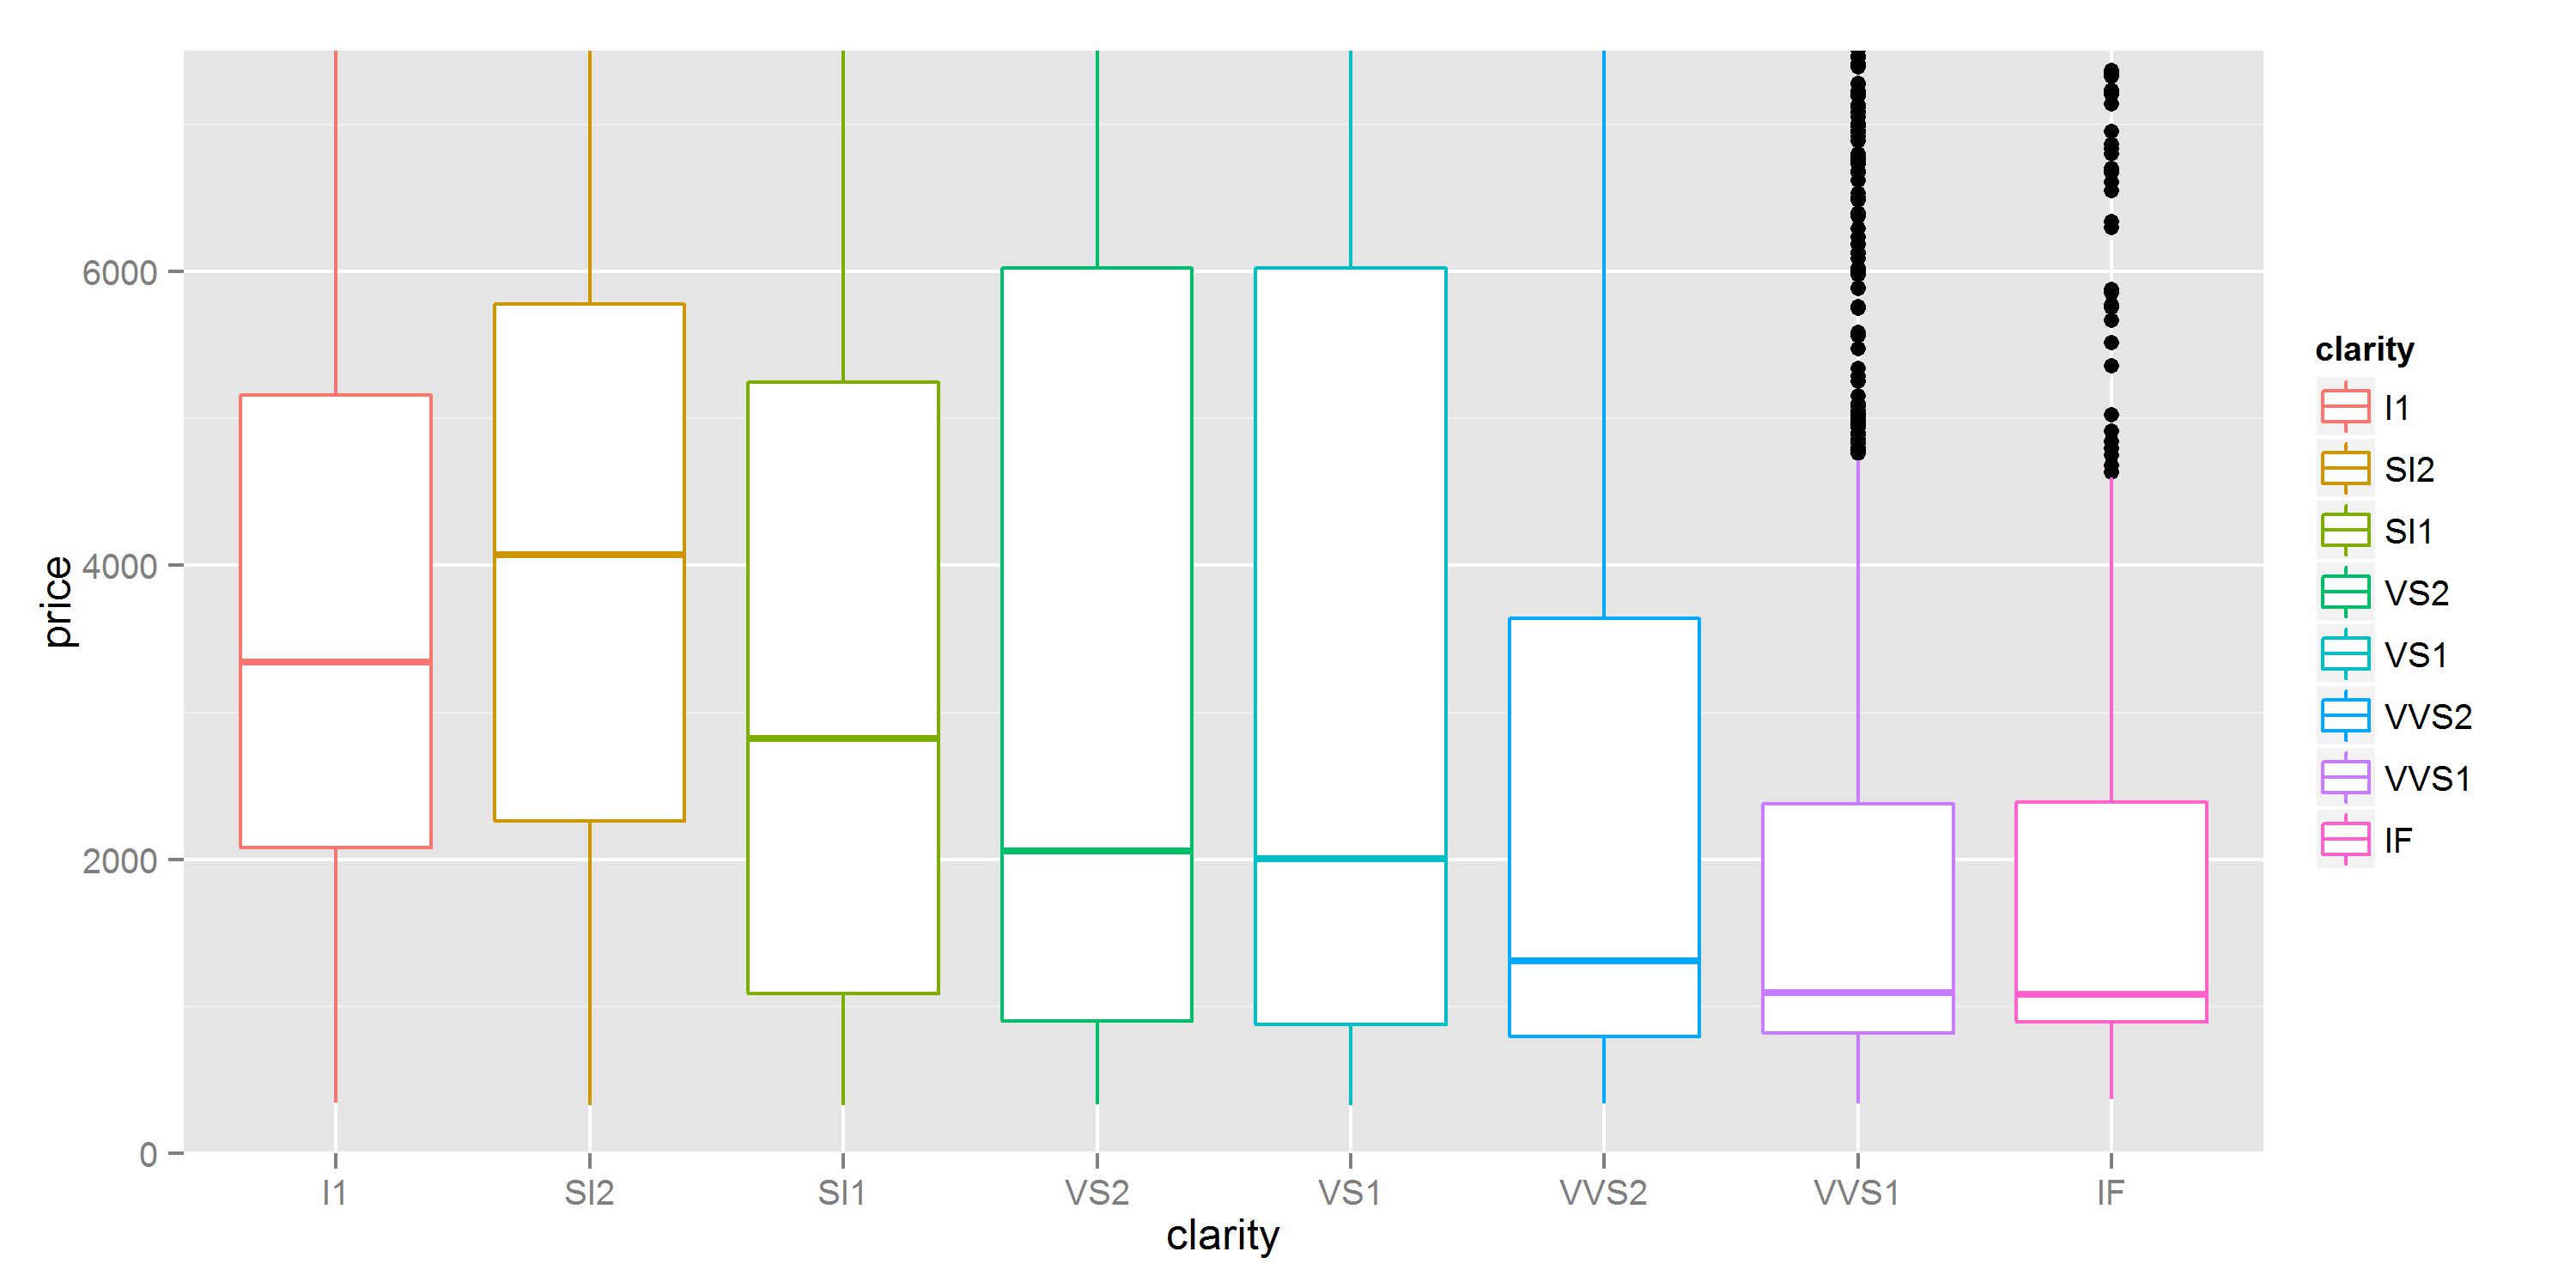 price
6000
4000
2000
0
I1
SI2
SI1
VS2
VS1
VVS2
VVS1
IF
clarity
clarity
I1
SI2
SI1
VS2
VS1
VVS2
VVS1
IF